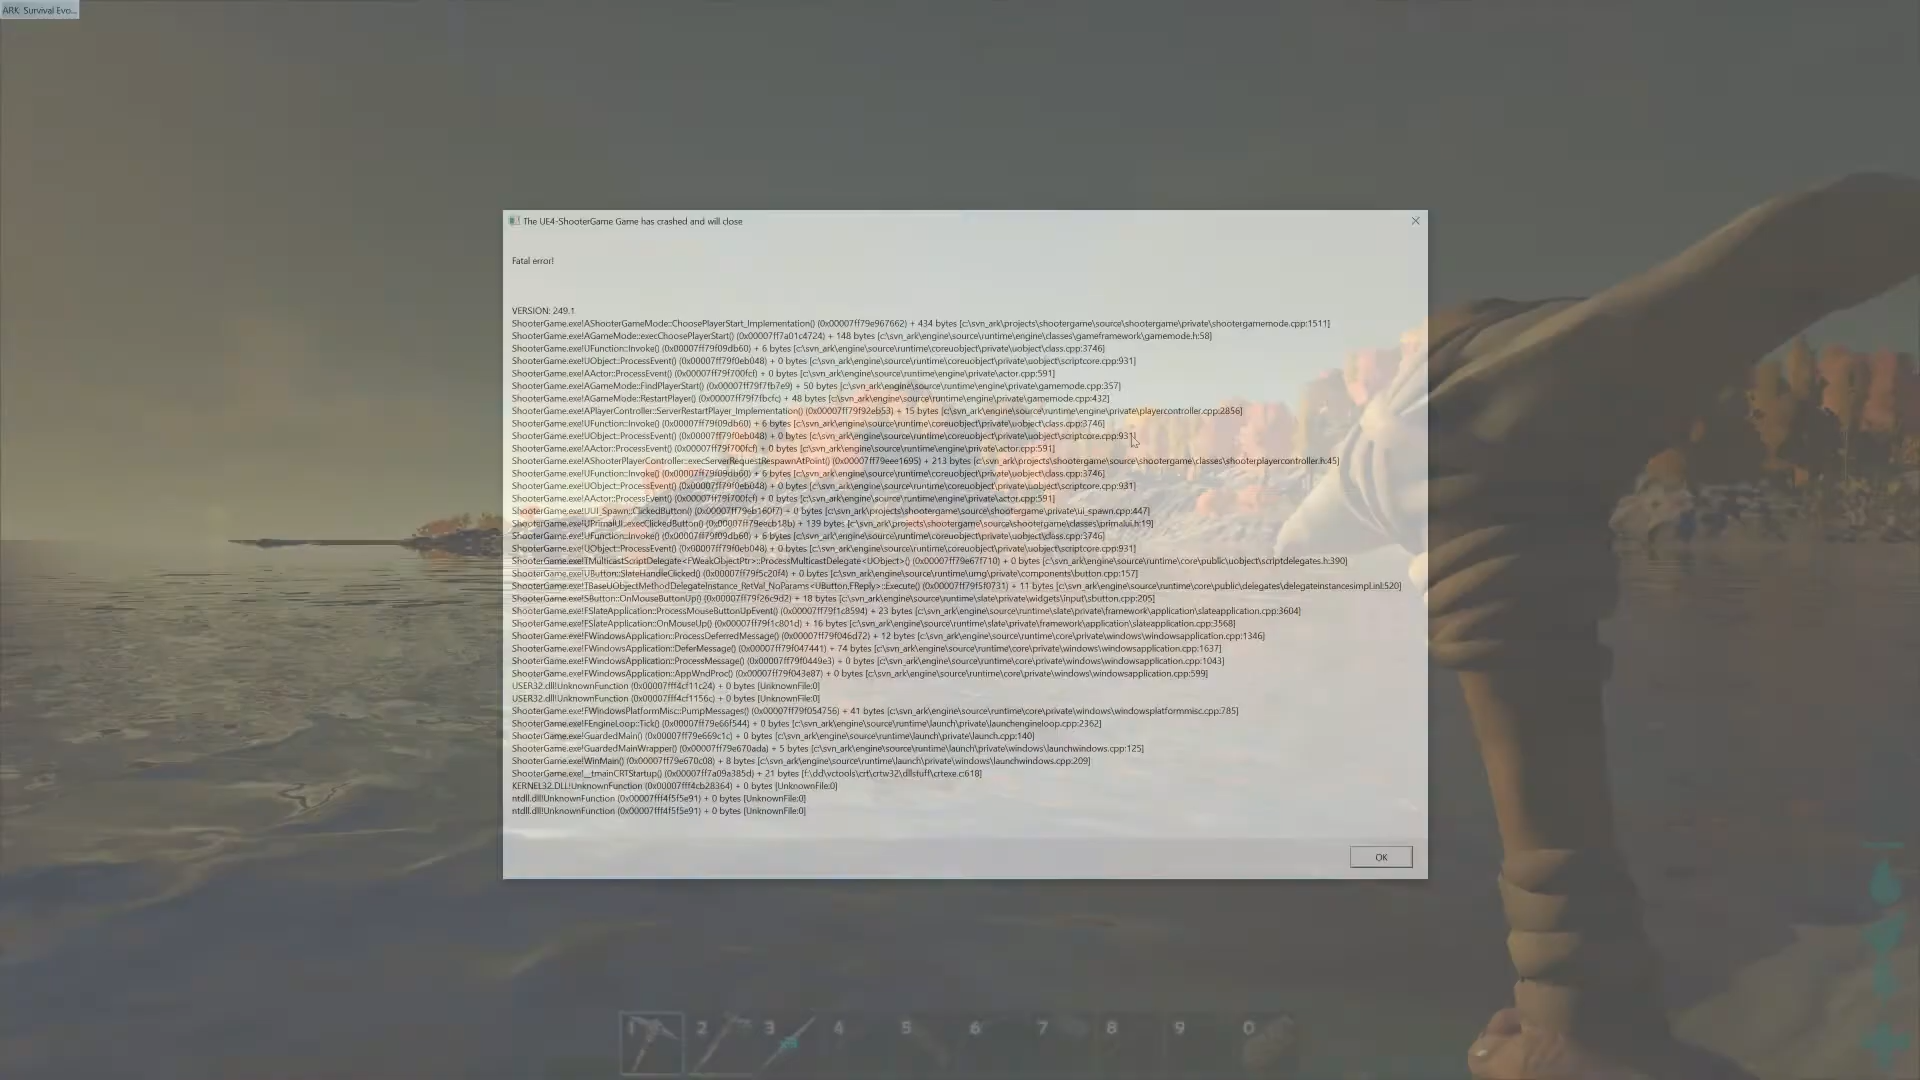 ARK: Survival Evo...
The UE4-ShooterGame Game has crashed and will close
Fatal error!
VERSION: 249.1
ShooterGame.exe!AShooterGameMode::ChoosePlayerStart_Implementation() (0x00007ff79e967662) + 434 bytes [c:\svn_ark\projects\shootergame\source\shootergame\private\shootergamemode.cpp:1511]
ShooterGame.exe!AGameMode::execChoosePlayerStart() (0x00007ff7a01c4724) + 148 bytes [c:\svn_ark\engine\source\runtime\engine\classes\gameframework\gamemode.h:58]
ShooterGame.exe!UFunction::Invoke() (0x00007ff79f09db60) + 6 bytes [c:\svn_ark\engine\source\runtime\coreuobject\private\uobject\class.cpp:3746]
ShooterGame.exe!UObject::ProcessEvent() (0x00007ff79f0eb048) + 0 bytes [c:\svn_ark\engine\source\runtime\coreuobject\private\uobject\scriptcore.cpp:931]
ShooterGame.exe!AActor::ProcessEvent() (0x00007ff79f700fcf) + 0 bytes [c:\svn_ark\engine\source\runtime\engine\private\actor.cpp:591]
ShooterGame.exe!AGameMode::FindPlayerStart() (0x00007ff79f7fb7e9) + 50 bytes [c:\svn_ark\engine\source\runtime\engine\private\gamemode.cpp:357]
ShooterGame.exe!AGameMode::RestartPlayer() (0x00007ff79f7fbcfc) + 48 bytes [c:\svn_ark\engine\source\runtime\engine\private\gamemode.cpp:432]
ShooterGame.exe!APlayerController::ServerRestartPlayer_Implementation() (0x00007ff79f92eb53) + 15 bytes [c:\svn_ark\engine\source\runtime\engine\private\playercontroller.cpp:2856]
ShooterGame.exe!UFunction::Invoke() (0x00007ff79f09db60) + 6 bytes [c:\svn_ark\engine\source\runtime\coreuobject\private\uobject\class.cpp:3746]
ShooterGame.exe!UObject::ProcessEvent() (0x00007ff79f0eb048) + 0 bytes [c:\svn_ark\engine\source\runtime\coreuobject\private\uobject\scriptcore.cpp:931]
ShooterGame.exe!AActor::ProcessEvent() (0x00007ff79f700fcf) + 0 bytes [c:\svn_ark\engine\source\runtime\engine\private\actor.cpp:591]
ShooterGame.exe!AShooterPlayerController::execServerRequestRespawnAtPoint() (0x00007ff79eee1695) + 213 bytes [c:\svn_ark\projects\shootergame\source\shootergame\classes\shooterplayercontroller.h:45]
ShooterGame.exe!UFunction::Invoke() (0x00007ff79f09db60) + 6 bytes [c:\svn_ark\engine\source\runtime\coreuobject\private\uobject\class.cpp:3746]
ShooterGame.exe!UObject::ProcessEvent() (0x00007ff79f0eb048) + 0 bytes [c:\svn_ark\engine\source\runtime\coreuobject\private\uobject\scriptcore.cpp:931]
ShooterGame.exe!AActor::ProcessEvent() (0x00007ff79f700fcf) + 0 bytes [c:\svn_ark\engine\source\runtime\engine\private\actor.cpp:591]
ShooterGame.exe!UUI_Spawn::ClickedButton() (0x00007ff79eb160f7) + 0 bytes [c:\svn_ark\projects\shootergame\source\shootergame\private\ui_spawn.cpp:447]
ShooterGame.exe!UPrimalUI::execClickedButton() (0x00007ff79eecb18b) + 139 bytes [c:\svn_ark\projects\shootergame\source\shootergame\classes\primalui.h:19]
ShooterGame.exe!UFunction::Invoke() (0x00007ff79f09db60) + 6 bytes [c:\svn_ark\engine\source\runtime\coreuobject\private\uobject\class.cpp:3746]
ShooterGame.exe!UObject::ProcessEvent() (0x00007ff79f0eb048) + 0 bytes [c:\svn_ark\engine\source\runtime\coreuobject\private\uobject\scriptcore.cpp:931]
ShooterGame.exe!TMulticastScriptDelegate<FWeakObjectPtr>::ProcessMulticastDelegate<UObject>() (0x00007ff79e67f710) + 0 bytes [c:\svn_ark\engine\source\runtime\core\public\uobject\scriptdelegates.h:390]
ShooterGame.exe!UButton::SlateHandleClicked() (0x00007ff79f5c20f4) + 0 bytes [c:\svn_ark\engine\source\runtime\umg\private\components\button.cpp:157]
ShooterGame.exe!TBaseUObjectMethodDelegateInstance_RetVal_NoParams<UButton,FReply>::Execute() (0x00007ff79f5f0731) + 11 bytes [c:\svn_ark\engine\source\runtime\core\public\delegates\delegateinstancesimpl.inl:520]
ShooterGame.exe!SButton::OnMouseButtonUp() (0x00007ff79f26c9d2) + 18 bytes [c:\svn_ark\engine\source\runtime\slate\private\widgets\input\sbutton.cpp:205]
ShooterGame.exe!FSlateApplication::ProcessMouseButtonUpEvent() (0x00007ff79f1c8594) + 23 bytes [c:\svn_ark\engine\source\runtime\slate\private\framework\application\slateapplication.cpp:3604]
ShooterGame.exe!FSlateApplication::OnMouseUp() (0x00007ff79f1c801d) + 16 bytes [c:\svn_ark\engine\source\runtime\slate\private\framework\application\slateapplication.cpp:3568]
ShooterGame.exe!FWindowsApplication::ProcessDeferredMessage() (0x00007ff79f046d72) + 12 bytes [c:\svn_ark\engine\source\runtime\core\private\windows\windowsapplication.cpp:1346]
ShooterGame.exe!FWindowsApplication::DeferMessage() (0x00007ff79f047441) + 74 bytes [c:\svn_ark\engine\source\runtime\core\private\windows\windowsapplication.cpp:1637]
ShooterGame.exe!FWindowsApplication::ProcessMessage() (0x00007ff79f0449e3) + 0 bytes [c:\svn_ark\engine\source\runtime\core\private\windows\windowsapplication.cpp:1043]
ShooterGame.exe!FWindowsApplication::AppWndProc() (0x00007ff79f043e87) + 0 bytes [c:\svn_ark\engine\source\runtime\core\private\windows\windowsapplication.cpp:599]
USER32.dll!UnknownFunction (0x00007fff4cf11c24) + 0 bytes [UnknownFile:0]
USER32.dll!UnknownFunction (0x00007fff4cf1156c) + 0 bytes [UnknownFile:0]
ShooterGame.exe!FWindowsPlatformMisc::PumpMessages() (0x00007ff79f054756) + 41 bytes [c:\svn_ark\engine\source\runtime\core\private\windows\windowsplatformmisc.cpp:785]
ShooterGame.exe!FEngineLoop::Tick() (0x00007ff79e66f544) + 0 bytes [c:\svn_ark\engine\source\runtime\launch\private\launchengineloop.cpp:2362]
ShooterGame.exe!GuardedMain() (0x00007ff79e669c1c) + 0 bytes [c:\svn_ark\engine\source\runtime\launch\private\launch.cpp:140]
ShooterGame.exe!GuardedMainWrapper() (0x00007ff79e670ada) + 5 bytes [c:\svn_ark\engine\source\runtime\launch\private\windows\launchwindows.cpp:125]
ShooterGame.exe!WinMain() (0x00007ff79e670c08) + 8 bytes [c:\svn_ark\engine\source\runtime\launch\private\windows\launchwindows.cpp:209]
ShooterGame.exe!__tmainCRTStartup() (0x00007ff7a09a385d) + 21 bytes [f:\dd\vctools\crt\crtw32\dllstuff\crtexe.c:618]
KERNEL32.DLL!UnknownFunction (0x00007fff4cb28364) + 0 bytes [UnknownFile:0]
ntdll.dll!UnknownFunction (0x00007fff4f5f5e91) + 0 bytes [UnknownFile:0]
ntdll.dll!UnknownFunction (0x00007fff4f5f5e91) + 0 bytes [UnknownFile:0]
OK
1 2 3 4 5 6 7 8 9 0